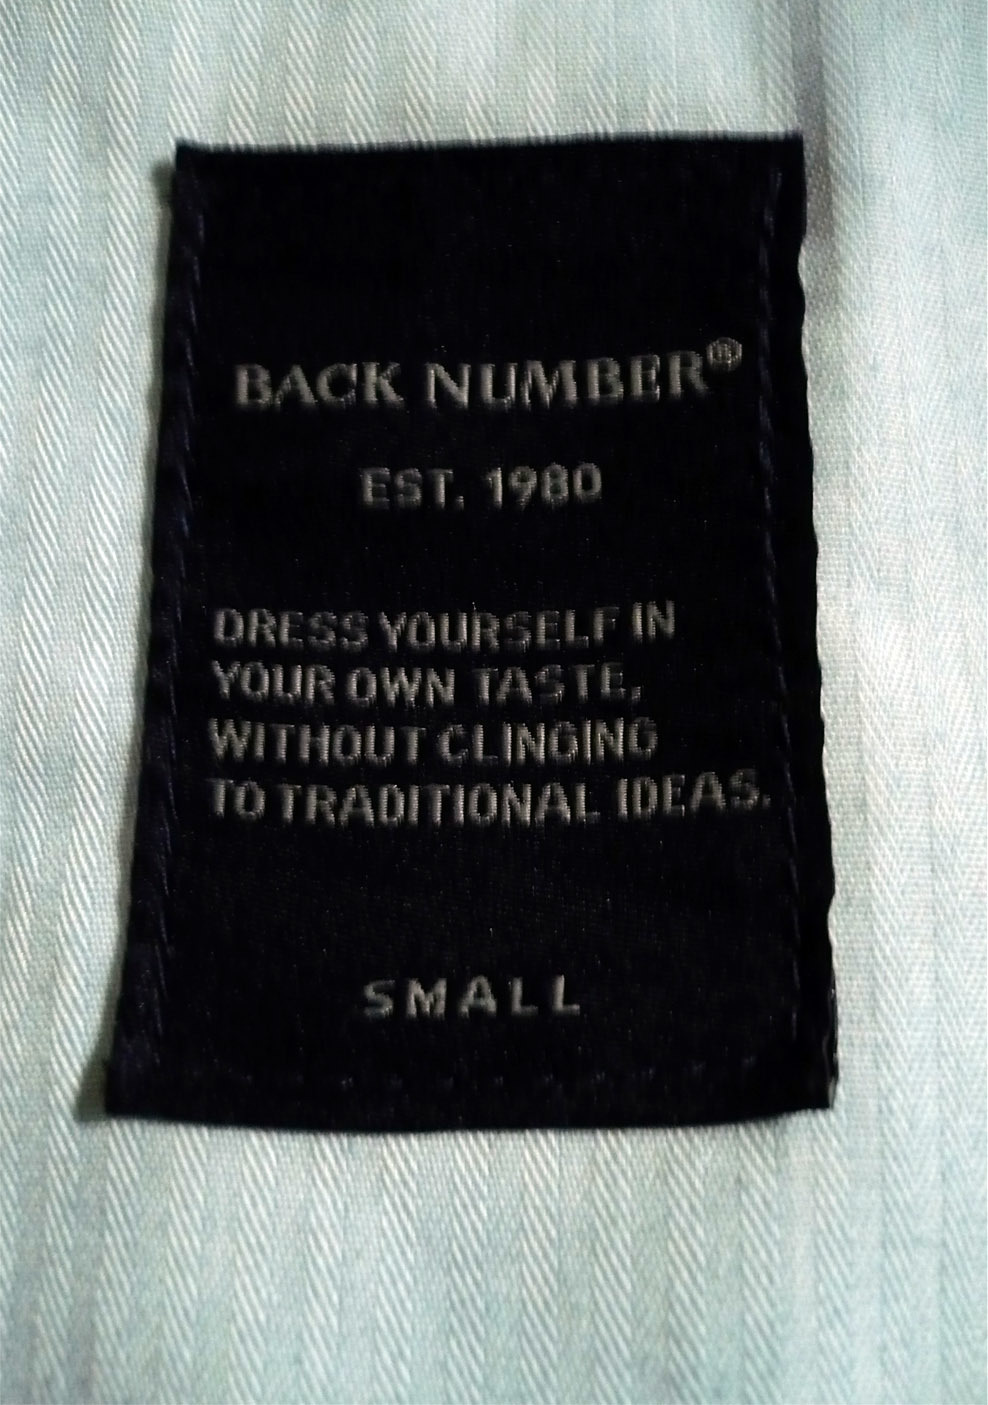 BACK NUMBER®
EST. 1980
DRESS YOURSELF IN
YOUR OWN TASTE,
WITHOUT CLINGING
TO TRADITIONAL IDEAS.
SMALL